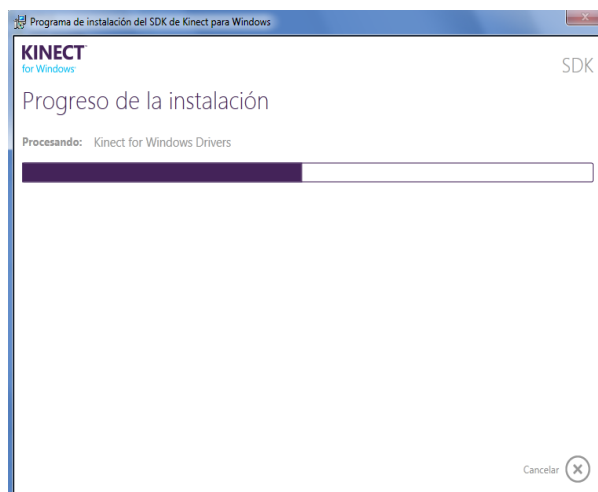 Programa de instalación del SDK de Kinect para Windows
KINECT
for Windows
SDK
Progreso de la instalación
Procesando: Kinect for Windows Drivers
Cancelar